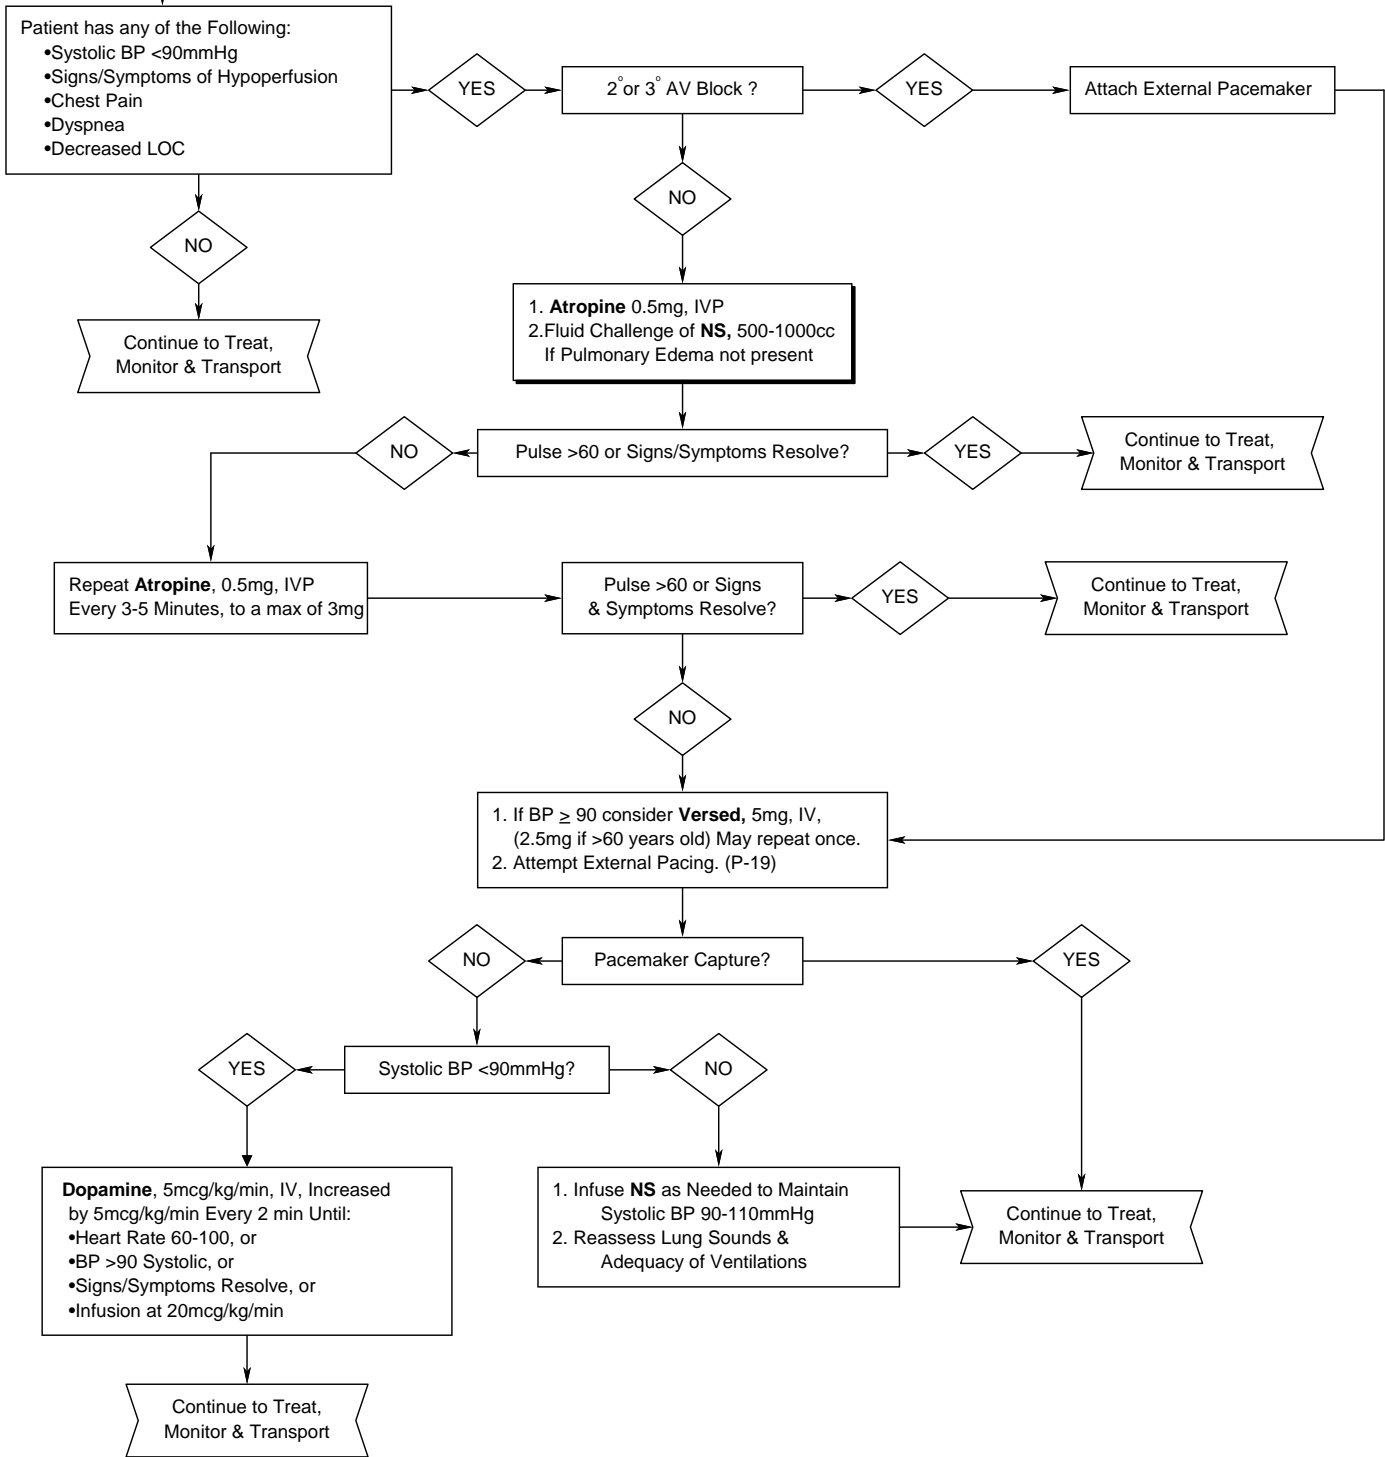 Patient has any of the Following:
•Systolic BP <90mmHg
•Signs/Symptoms of Hypoperfusion
•Chest Pain
•Dyspnea
•Decreased LOC
YES
2° or 3° AV Block ?
YES
Attach External Pacemaker
NO
NO
Continue to Treat,
Monitor & Transport
1. Atropine 0.5mg, IVP
2.Fluid Challenge of NS, 500-1000cc
If Pulmonary Edema not present
NO
Pulse >60 or Signs/Symptoms Resolve?
YES
Continue to Treat,
Monitor & Transport
Repeat Atropine, 0.5mg, IVP
Every 3-5 Minutes, to a max of 3mg
Pulse >60 or Signs
& Symptoms Resolve?
YES
Continue to Treat,
Monitor & Transport
NO
1. If BP ≥ 90 consider Versed, 5mg, IV,
(2.5mg if >60 years old) May repeat once.
2. Attempt External Pacing. (P-19)
NO
Pacemaker Capture?
YES
YES
Systolic BP <90mmHg?
NO
Dopamine, 5mcg/kg/min, IV, Increased
by 5mcg/kg/min Every 2 min Until:
•Heart Rate 60-100, or
•BP >90 Systolic, or
•Signs/Symptoms Resolve, or
•Infusion at 20mcg/kg/min
1. Infuse NS as Needed to Maintain
Systolic BP 90-110mmHg
2. Reassess Lung Sounds &
Adequacy of Ventilations
Continue to Treat,
Monitor & Transport
Continue to Treat,
Monitor & Transport